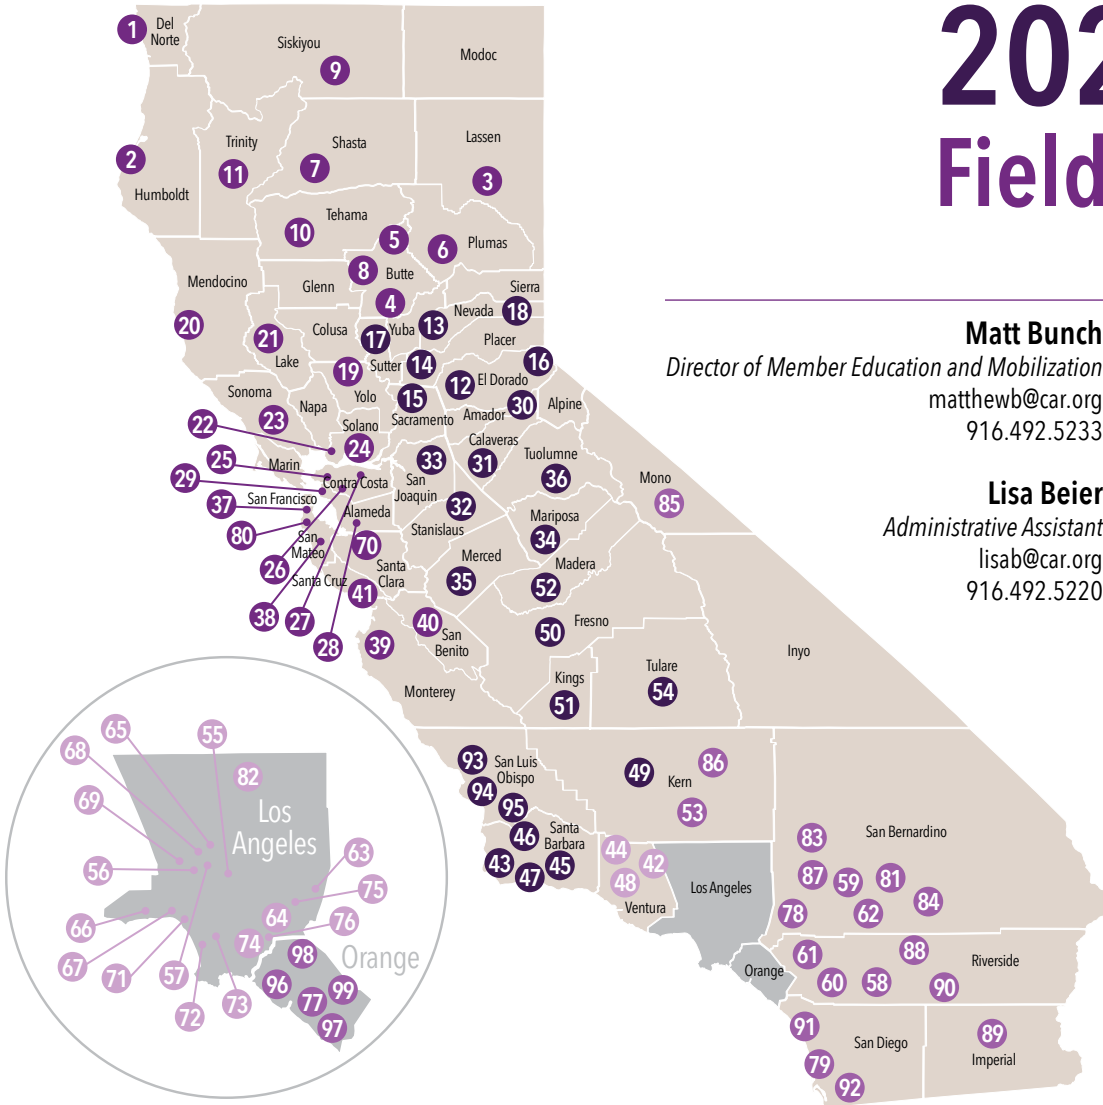 202
Field
Matt Bunch
Director of Member Education and Mobilization
matthewb@car.org
916.492.5233
Lisa Beier
Administrative Assistant
lisab@car.org
916.492.5220
1
Del
Norte
Siskiyou
9
Modoc
2
Humboldt
Trinity
11
Shasta
7
Lassen
3
Tehama
10
5
6
Plumas
8
Butte
4
Mendocino
20
Glenn
Sierra
Nevada
18
21
Lake
Colusa
17
Yuba
13
Placer
19
Sutter
14
16
Yolo
15
Sacramento
12
El Dorado
Amador
30
Alpine
Sonoma
23
Napa
Solano
24
22
Calaveras
31
Tuolumne
36
Mono
85
25
Marin
29
Contra Costa
33
San
Joaquin
32
Stanislaus
37
San Francisco
Alameda
80
San
Mateo
70
Mariposa
34
26
Santa Cruz
Santa
Clara
41
Merced
35
Madera
52
38
27
28
39
40
San
Benito
50
Fresno
Inyo
Monterey
Kings
51
Tulare
54
93
San Luis
Obispo
94
95
49
Kern
86
53
46
Santa
Barbara
43
47
45
44
42
48
Ventura
Los Angeles
83
San Bernardino
87
59
81
84
78
62
Orange
61
88
Riverside
60
58
90
91
San Diego
79
92
89
Imperial
65
55
68
82
69
Los
Angeles
56
63
75
66
64
76
67
74
71
57
72
73
Orange
98
96
99
77
97